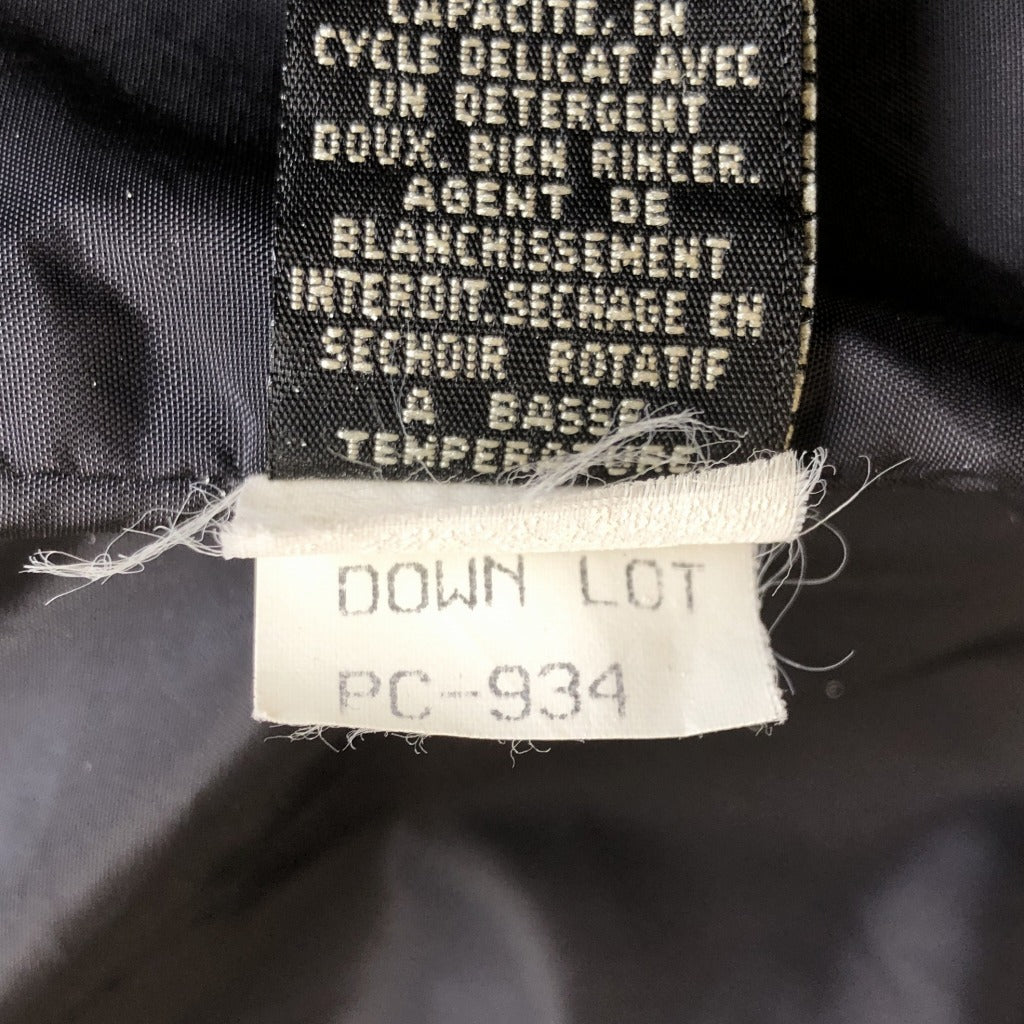 CAPACITE, EN
CYCLE DELICAT AVEC
UN DETERGENT
DOUX. BIEN RINCER.
AGENT DE
BLANCHISSEMENT
INTERDIT. SECHAGE EN
SECHOIR ROTATIF
A BASSE
TEMPERATURE
DOWN LOT
PC-934